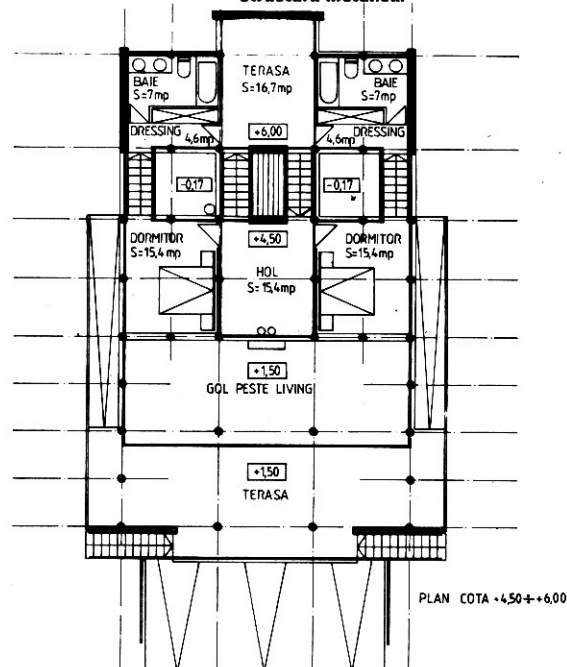 TERASA
S=16,7mp
BAIE
S=7mp
BAIE
S=7mp
DRESSING
4,6mp
+6,00
4,6mp
DRESSING
-0,17
-0,17
DORMITOR
S=15,4mp
+4,50
DORMITOR
S=15,4mp
HOL
S=15,4mp
+1,50
GOL PESTE LIVING
+1,50
TERASA
PLAN COTA +4,50÷+6,00